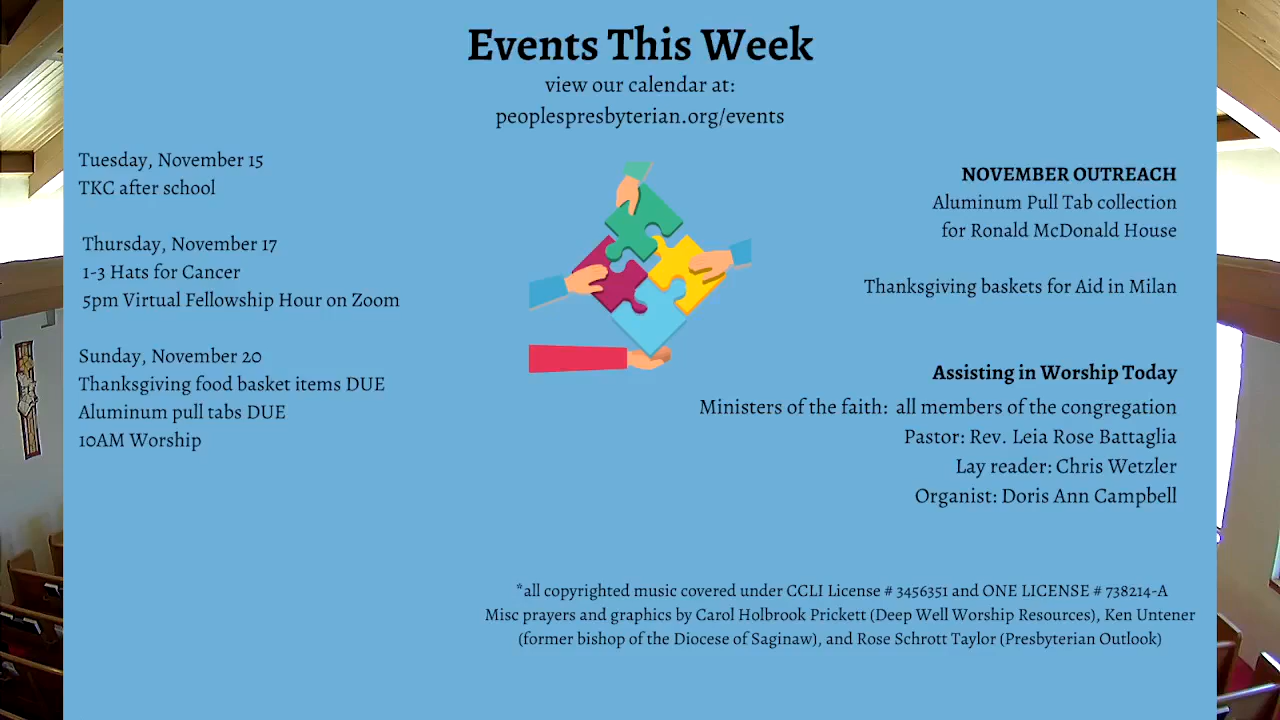 Events This Week
view our calendar at:
peoplespresbyterian.org/events
Tuesday, November 15
TKC after school
Thursday, November 17
1-3 Hats for Cancer
5pm Virtual Fellowship Hour on Zoom
Sunday, November 20
Thanksgiving food basket items DUE
Aluminum pull tabs DUE
10AM Worship
NOVEMBER OUTREACH
Aluminum Pull Tab collection
for Ronald McDonald House
Thanksgiving baskets for Aid in Milan
Assisting in Worship Today
Ministers of the faith: all members of the congregation
Pastor: Rev. Leia Rose Battaglia
Lay reader: Chris Wetzler
Organist: Doris Ann Campbell
*all copyrighted music covered under CCLI License # 3456351 and ONE LICENSE # 738214-A
Misc prayers and graphics by Carol Holbrook Prickett (Deep Well Worship Resources), Ken Untener
(former bishop of the Diocese of Saginaw), and Rose Schrott Taylor (Presbyterian Outlook)